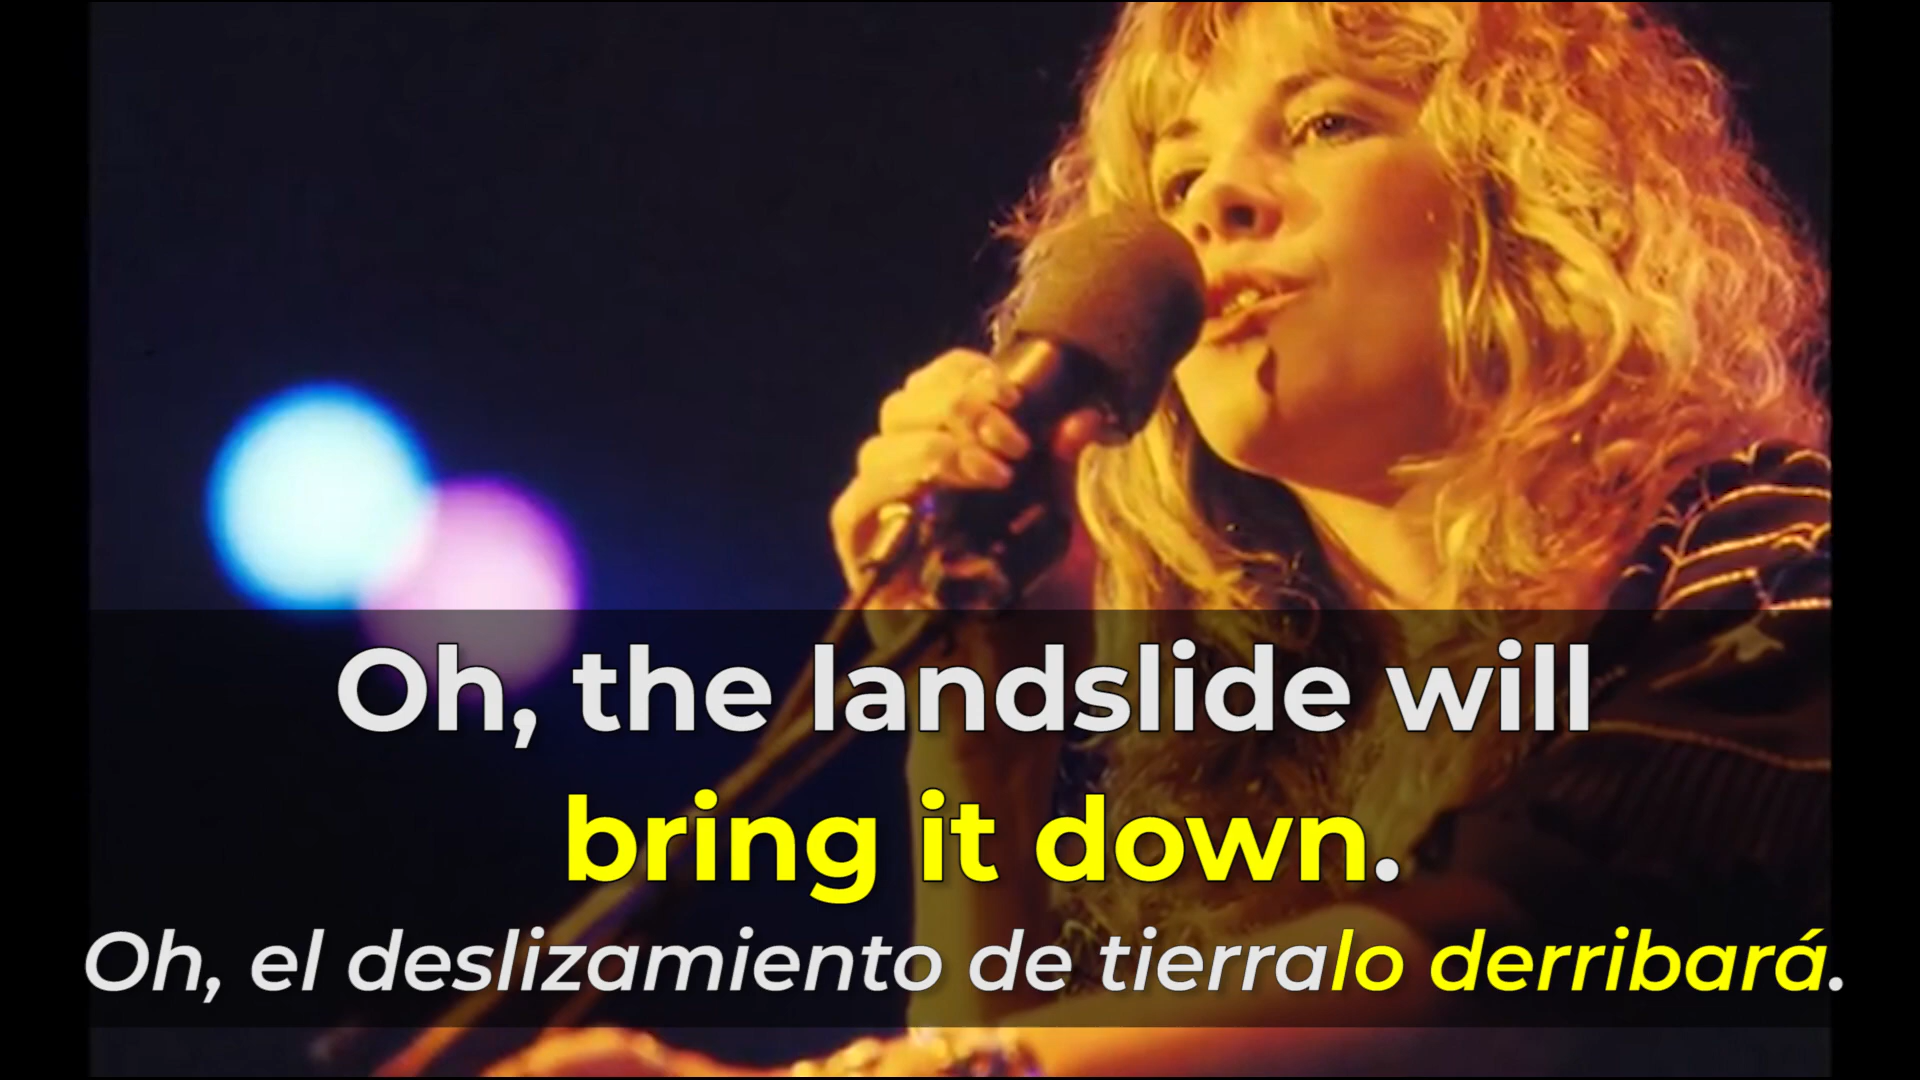 Oh, the landslide will
bring it down.
Oh, el deslizamiento de tierralo derribará.